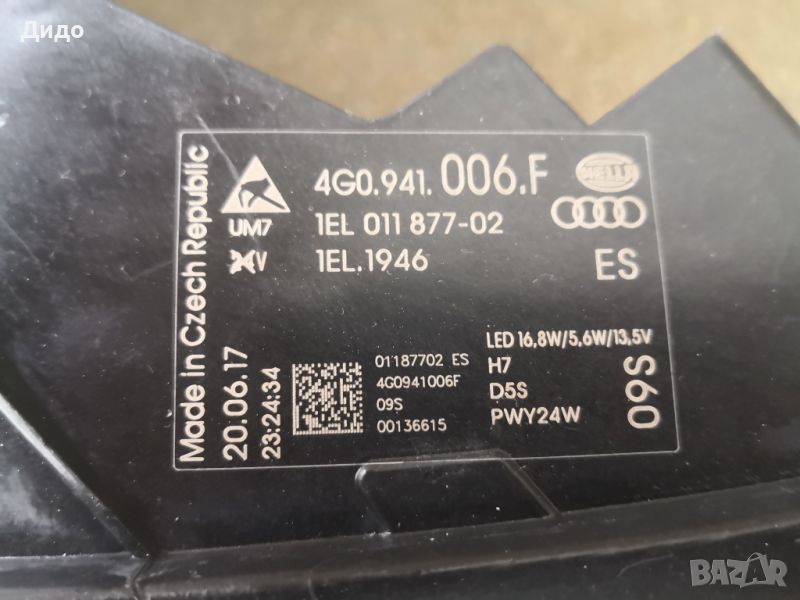 Дидо
4G0.941.006.F
HELLA
UM7
1EL 011 877-02
1EL.1946
ES
Made in Czech Republic
20.06.17
23:24:34
01187702 ES
4G0941006F
09S
00136615
LED 16,8W/5,6W/13,5V
H7
D5S
PWY24W
09S
BAZAR